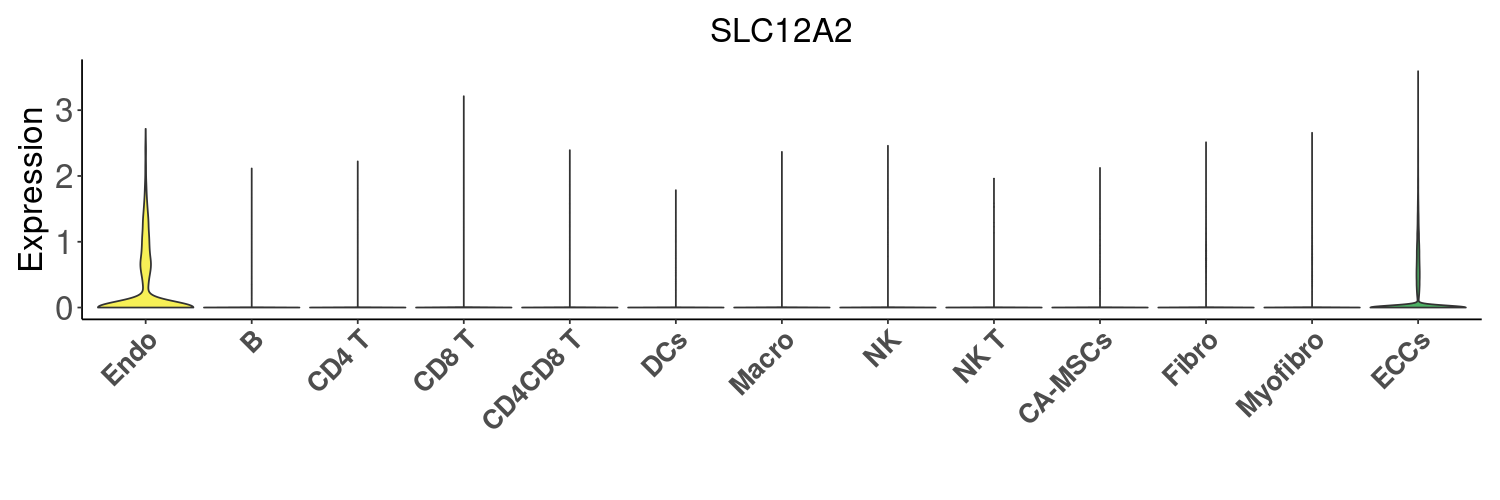 SLC12A2
Expression
3
2
1
0
Endo
B
CD4 T
CD8 T
CD4CD8 T
DCs
Macro
NK
NK T
CA-MSCs
Fibro
Myofibro
ECCs